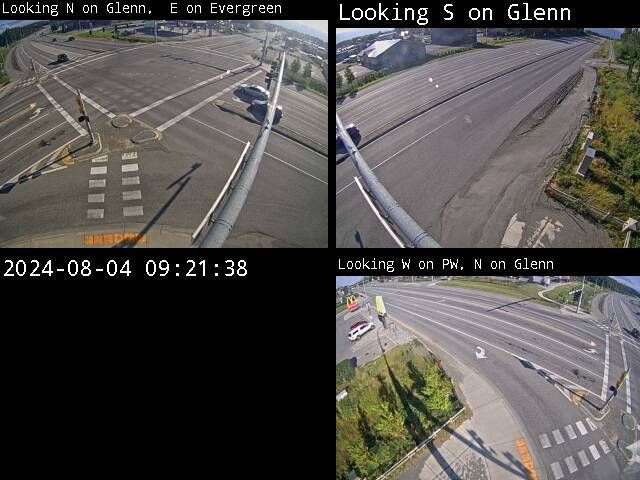 Looking N on Glenn, E on Evergreen
Looking S on Glenn
2024-08-04 09:21:38
Looking W on PW, N on Glenn